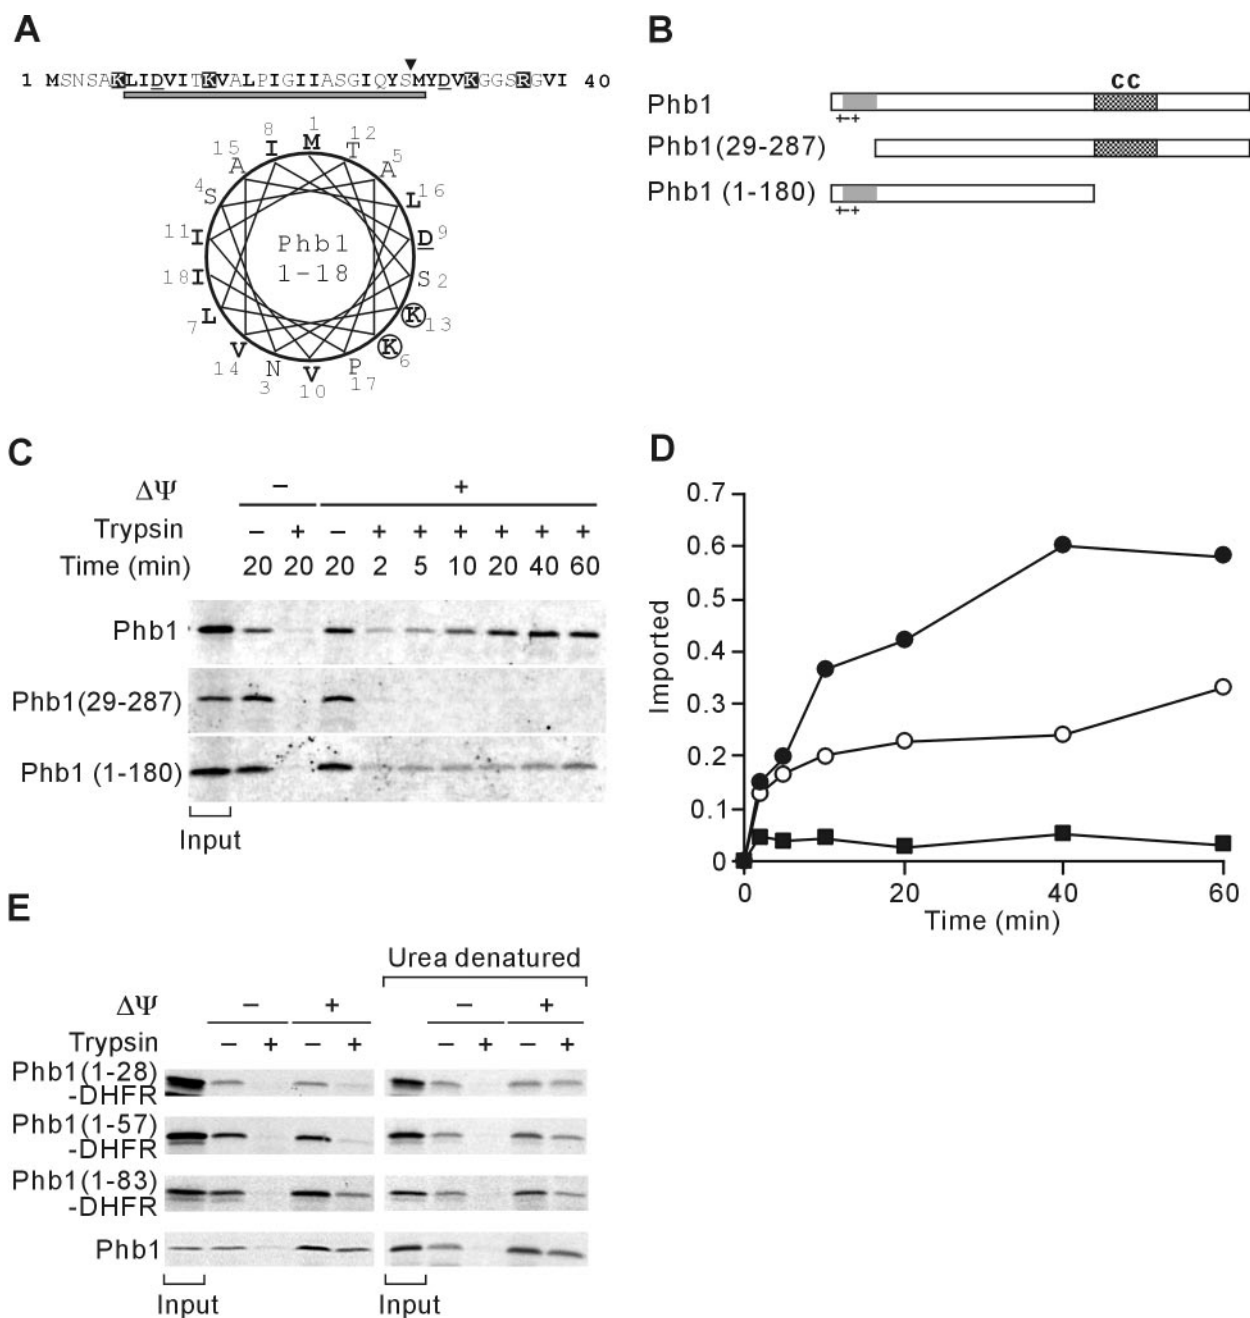 A
1 MSNSAKLIDVITKVALPIGIIASGIQYSMYDVKGGSRGVI 40
1
8
12
I
M
T
15
5
A
A
4
S
L
16
11
I
D
9
Phb1
1-18
18
I
S
2
L
K
13
7
V
K
6
14
N
V
P
3
10
17
B
CC
Phb1
+-+
Phb1(29-287)
Phb1 (1-180)
+-+
C
ΔΨ − +
Trypsin − + − + + + + + +
Time (min) 20 20 20 2 5 10 20 40 60
Phb1
Phb1(29-287)
Phb1 (1-180)
Input
D
0.7
0.6
0.5
0.4
0.3
0.2
0.1
0
Imported
0 20 40 60
Time (min)
E
Urea denatured
ΔΨ − + − +
Trypsin − + − + − + − +
Phb1(1-28)
-DHFR
Phb1(1-57)
-DHFR
Phb1(1-83)
-DHFR
Phb1
Input Input